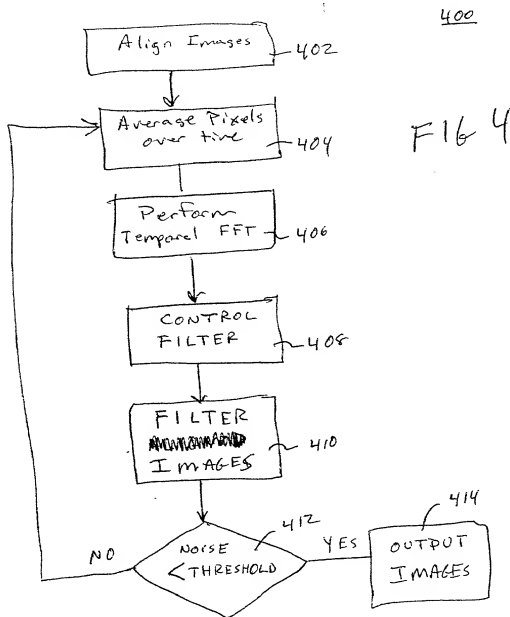 400
Align Images
402
Average Pixels
over time
404
FIG 4
Perform
Temporal FFT
406
CONTROL
FILTER
408
FILTER
IMAGES
410
412
NOISE
< THRESHOLD
NO
YES
414
OUTPUT
IMAGES